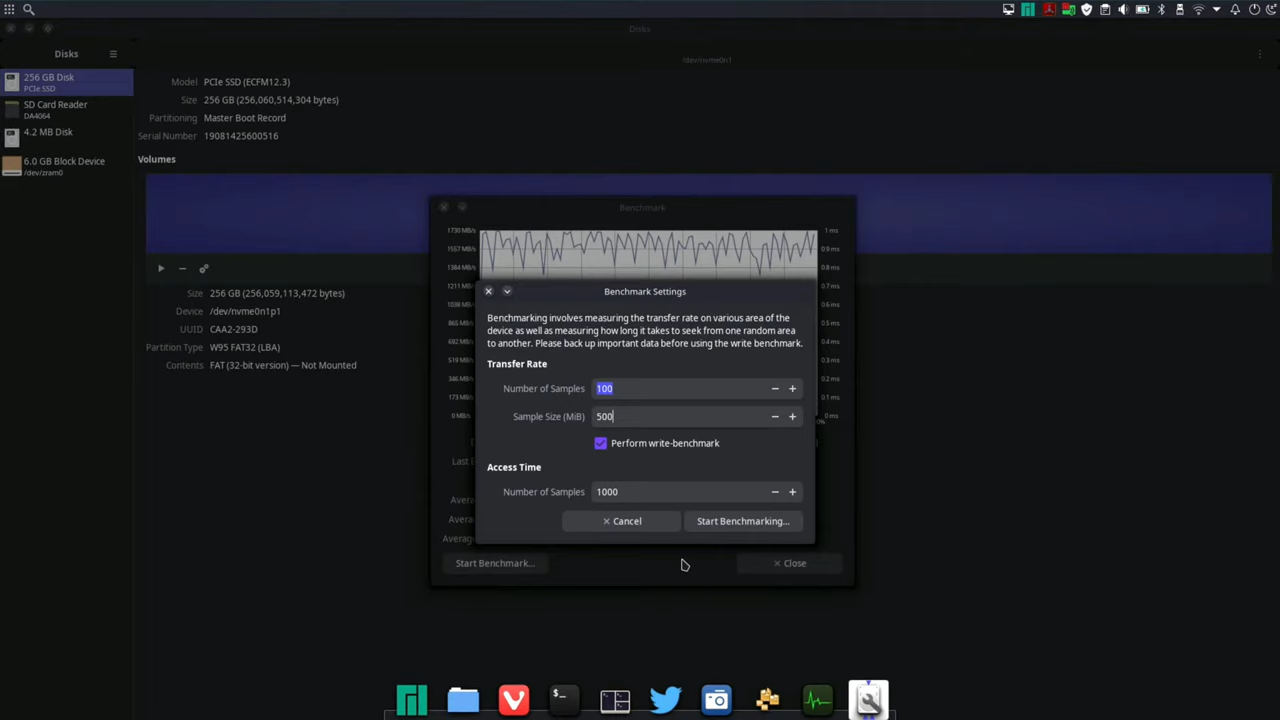 Disks
Disks
/dev/nvme0n1
256 GB Disk
PCIe SSD
SD Card Reader
DA4064
4.2 MB Disk
6.0 GB Block Device
/dev/zram0
Model PCIe SSD (ECFM12.3)
Size 256 GB (256,060,514,304 bytes)
Partitioning Master Boot Record
Serial Number 19081425600516
Volumes
Size 256 GB (256,059,113,472 bytes)
Device /dev/nvme0n1p1
UUID CAA2-293D
Partition Type W95 FAT32 (LBA)
Contents FAT (32-bit version) — Not Mounted
Benchmark
1730 MB/s 1 ms
1557 MB/s 0.9 ms
1384 MB/s 0.8 ms
1211 MB/s 0.7 ms
1038 MB/s 0.6 ms
865 MB/s 0.5 ms
692 MB/s 0.4 ms
519 MB/s 0.3 ms
346 MB/s 0.2 ms
173 MB/s 0.1 ms
0 MB/s 0 ms
Benchmark Settings
Benchmarking involves measuring the transfer rate on various area of the
device as well as measuring how long it takes to seek from one random area
to another. Please back up important data before using the write benchmark.
Transfer Rate
Number of Samples 100
Sample Size (MiB) 500
Perform write-benchmark
Access Time
Number of Samples 1000
Cancel Start Benchmarking...
Start Benchmark... Close